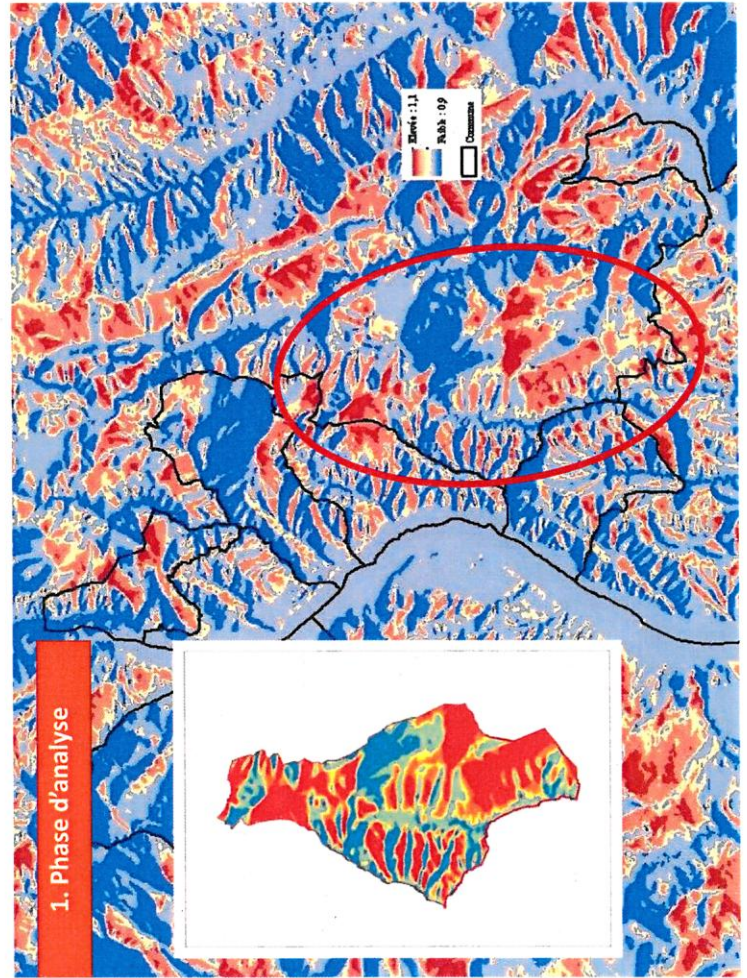 1. Phase d'analyse
Elevée : 1,1
Faible : 0,9
Commune